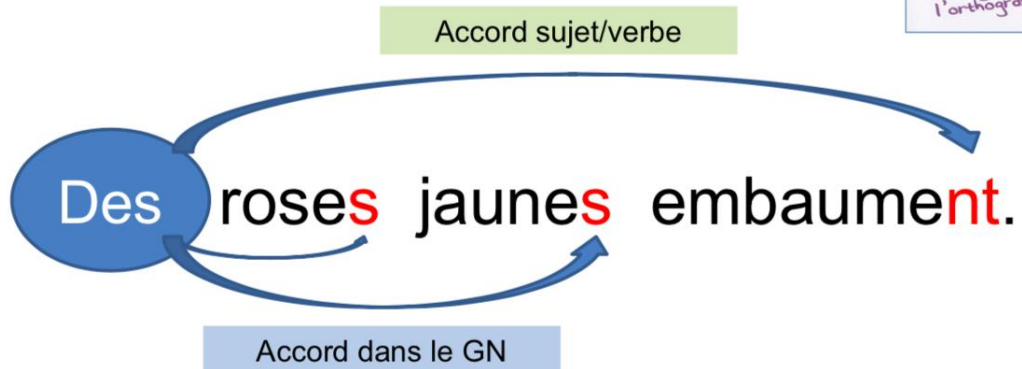 Accord sujet/verbe
Des roses jaunes embaument.
Accord dans le GN